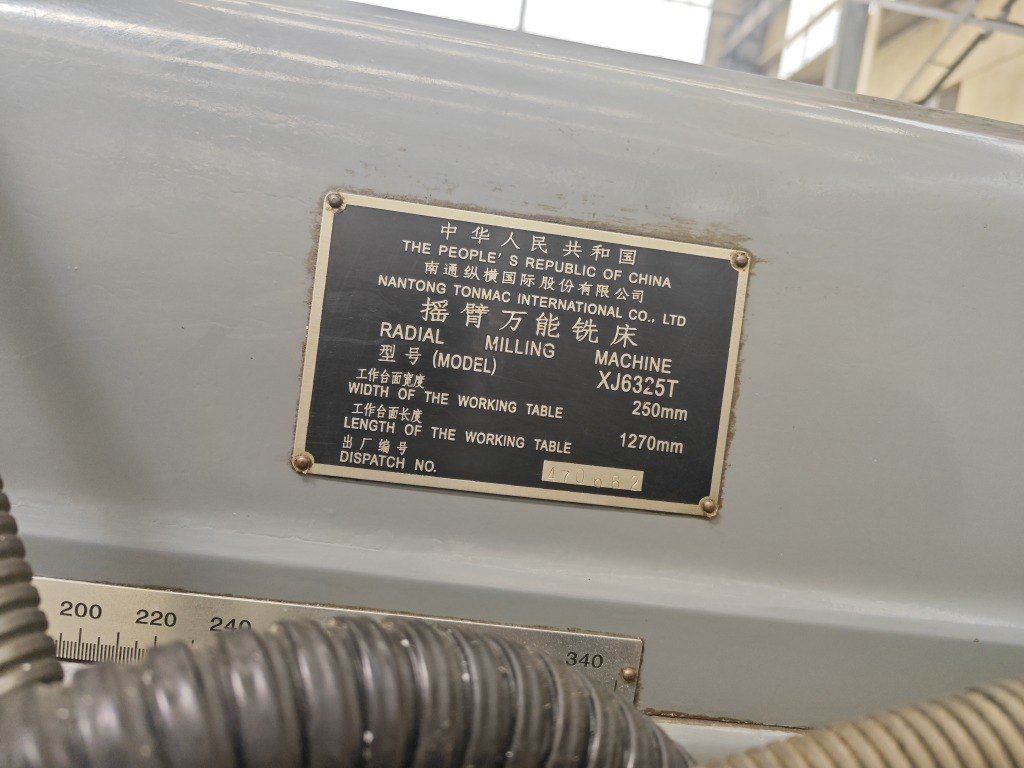 中华人民共和国
THE PEOPLE'S REPUBLIC OF CHINA
南通纵横国际股份有限公司
NANTONG TONMAC INTERNATIONAL CO., LTD
摇臂万能铣床
RADIAL MILLING MACHINE
型号 (MODEL) XJ6325T
工作台面宽度
WIDTH OF THE WORKING TABLE 250mm
工作台面长度
LENGTH OF THE WORKING TABLE 1270mm
出厂编号
DISPATCH NO. 470662
200 220 240 340